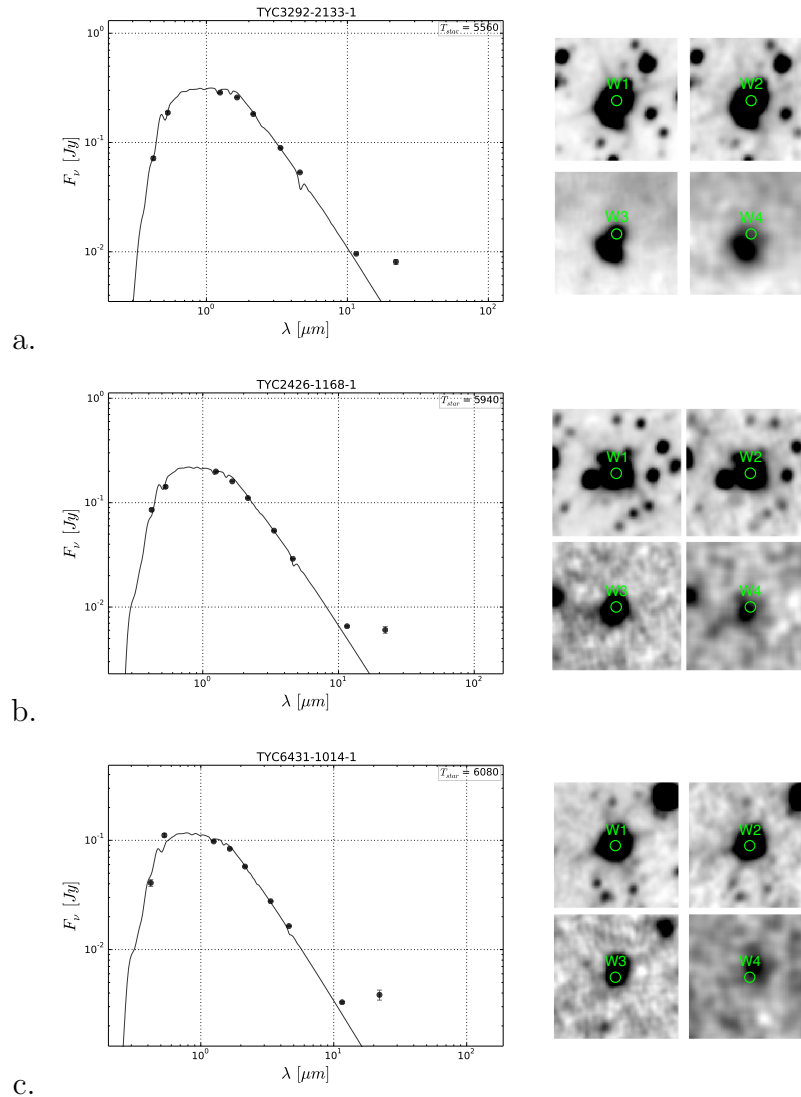 TYC3292-2133-1
T_star = 5560
10^0
10^-1
10^-2
F_ν [Jy]
10^0 10^1 10^2
λ [μm]
W1 W2
W3 W4
a.
TYC2426-1168-1
T_star = 5940
10^0
10^-1
10^-2
F_ν [Jy]
10^0 10^1 10^2
λ [μm]
W1 W2
W3 W4
b.
TYC6431-1014-1
T_star = 6080
10^-1
10^-2
F_ν [Jy]
10^0 10^1 10^2
λ [μm]
W1 W2
W3 W4
c.